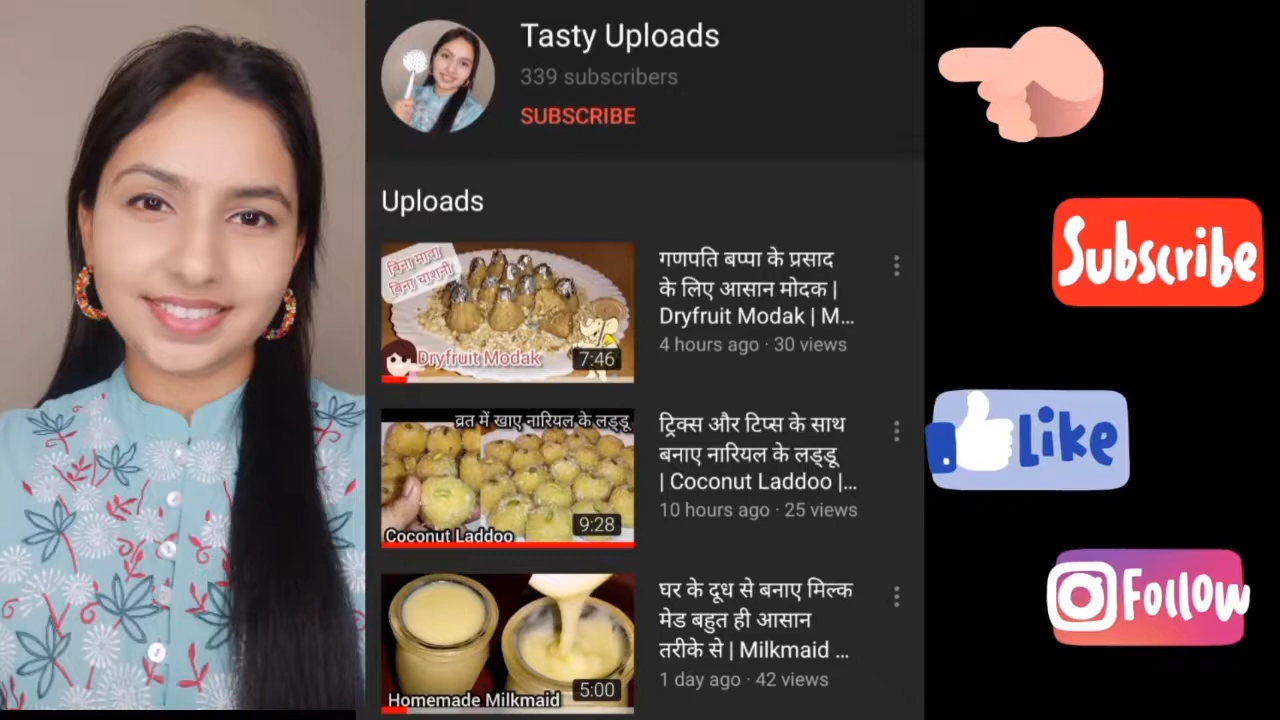 Tasty Uploads
339 subscribers
SUBSCRIBE
Uploads
बिना मावा
बिना चाशनी
Dryfruit Modak
7:46
गणपति बप्पा के प्रसाद
के लिए आसान मोदक |
Dryfruit Modak | M...
4 hours ago · 30 views
व्रत में खाए नारियल के लड्डू
Coconut Laddoo
9:28
ट्रिक्स और टिप्स के साथ
बनाए नारियल के लड्डू
| Coconut Laddoo |...
10 hours ago · 25 views
Homemade Milkmaid
5:00
घर के दूध से बनाए मिल्क
मेड बहुत ही आसान
तरीके से | Milkmaid ...
1 day ago · 42 views
Subscribe
Like
Follow